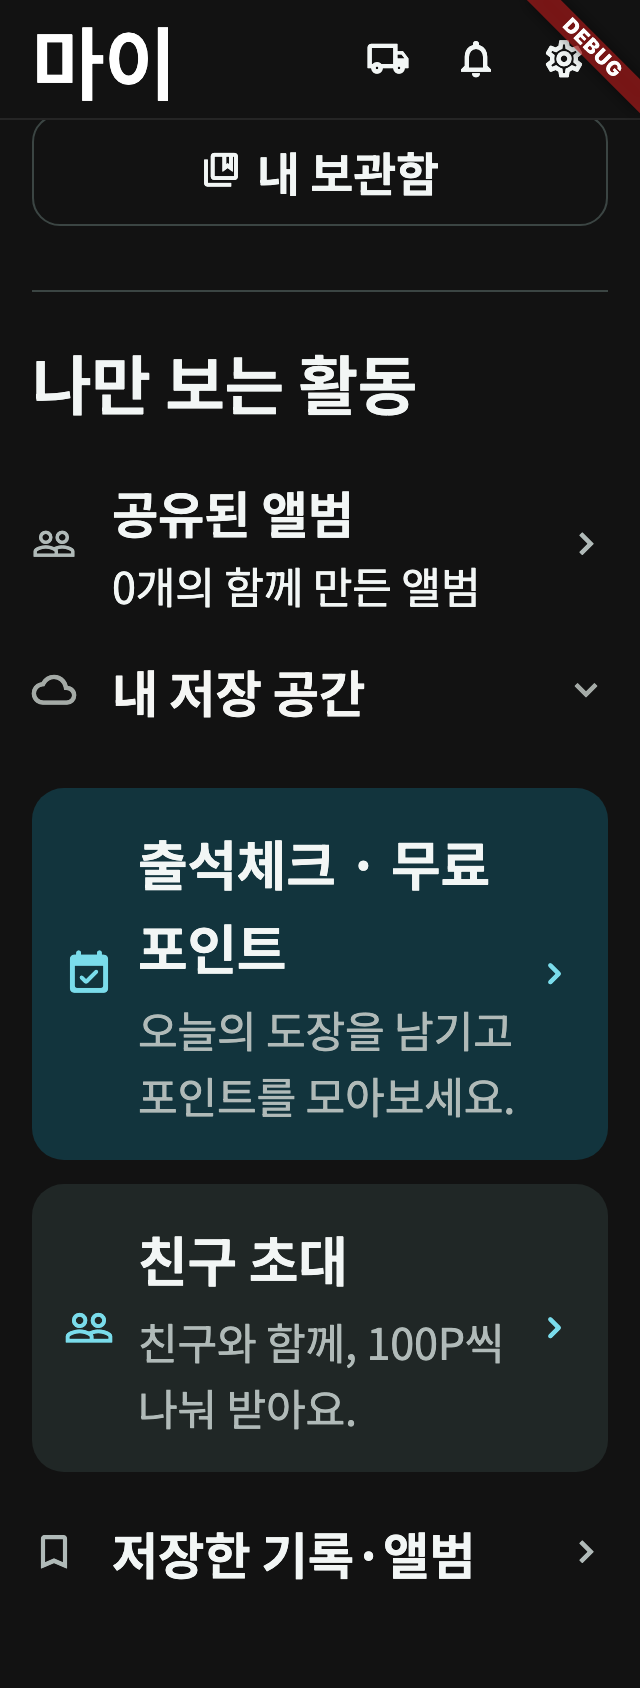 마이
DEBUG
내 보관함
나만 보는 활동
공유된 앨범
0개의 함께 만든 앨범
내 저장 공간
출석체크 · 무료
포인트
오늘의 도장을 남기고
포인트를 모아보세요.
친구 초대
친구와 함께, 100P씩
나눠 받아요.
저장한 기록·앨범